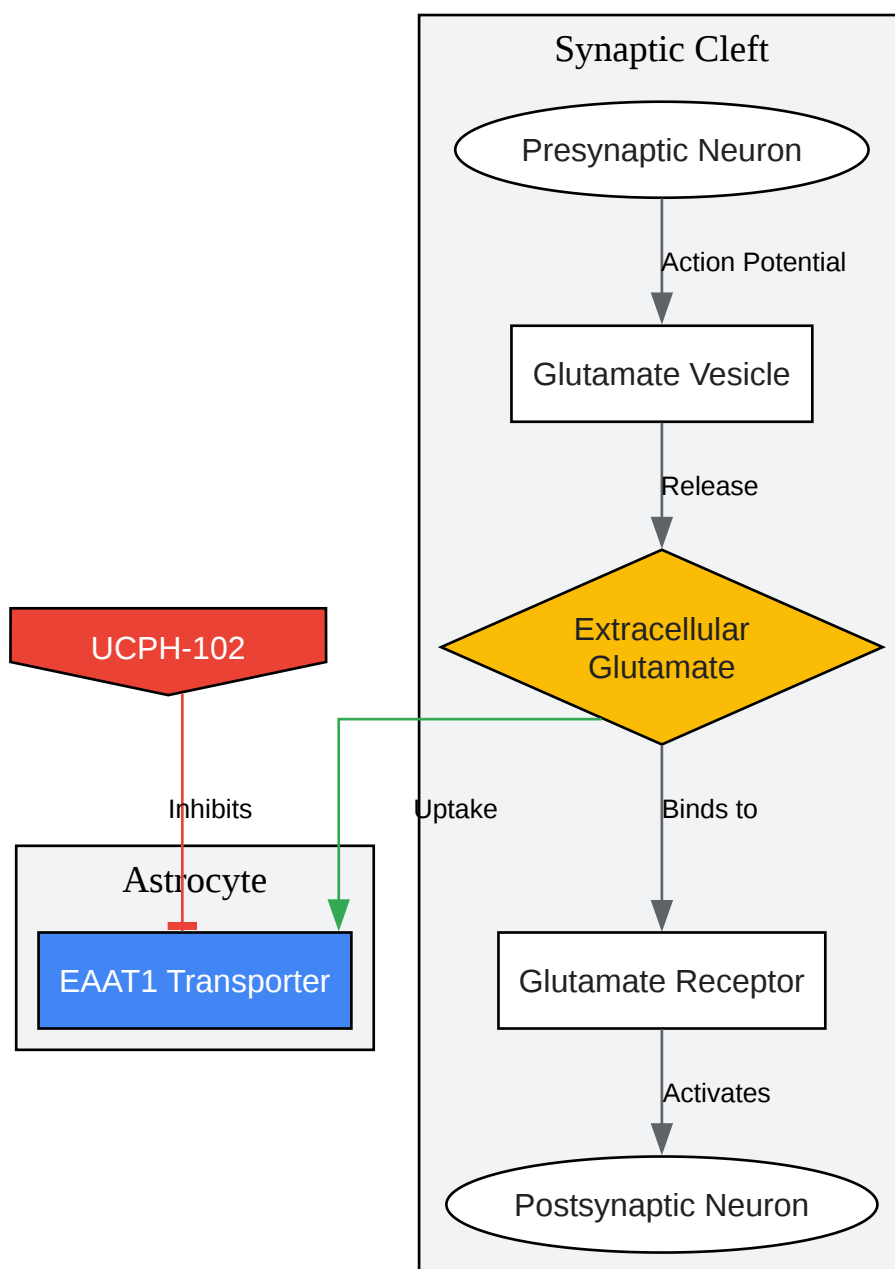 Synaptic Cleft
Presynaptic Neuron
Action Potential
Glutamate Vesicle
Release
Extracellular
Glutamate
UCPH-102
Inhibits
Uptake
Binds to
Astrocyte
EAAT1 Transporter
Glutamate Receptor
Activates
Postsynaptic Neuron